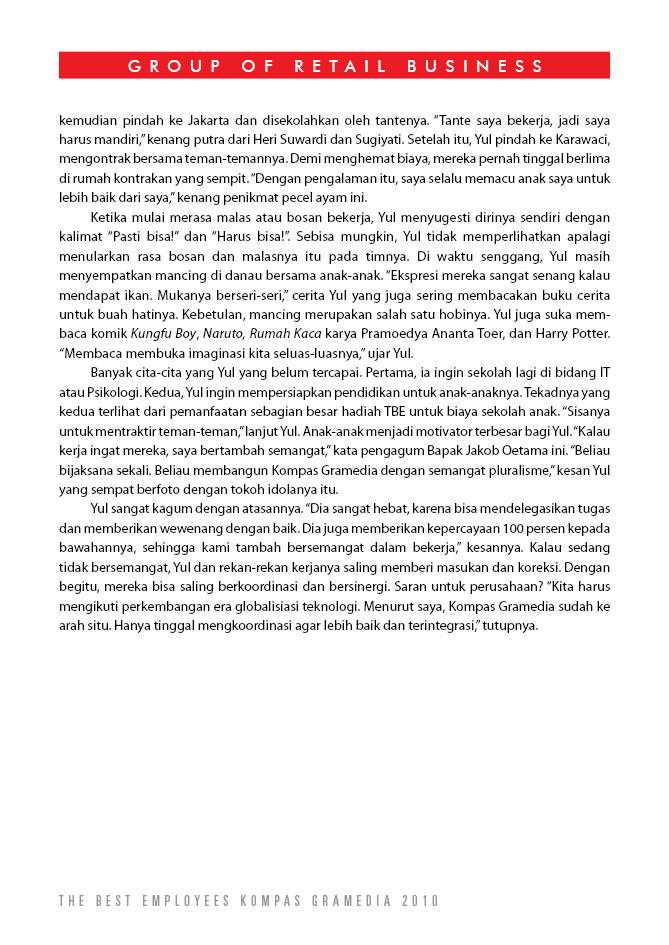 GROUP OF RETAIL BUSINESS
kemudian pindah ke Jakarta dan disekolahkan oleh tantenya. “Tante saya bekerja, jadi saya
harus mandiri,” kenang putra dari Heri Suwardi dan Sugiyati. Setelah itu, Yul pindah ke Karawaci,
mengontrak bersama teman-temannya. Demi menghemat biaya, mereka pernah tinggal berlima
di rumah kontrakan yang sempit. “Dengan pengalaman itu, saya selalu memacu anak saya untuk
lebih baik dari saya,” kenang penikmat pecel ayam ini.
Ketika mulai merasa malas atau bosan bekerja, Yul menyugesti dirinya sendiri dengan
kalimat “Pasti bisa!“ dan “Harus bisa!”. Sebisa mungkin, Yul tidak memperlihatkan apalagi
menularkan rasa bosan dan malasnya itu pada timnya. Di waktu senggang, Yul masih
menyempatkan mancing di danau bersama anak-anak. “Ekspresi mereka sangat senang kalau
mendapat ikan. Mukanya berseri-seri,” cerita Yul yang juga sering membacakan buku cerita
untuk buah hatinya. Kebetulan, mancing merupakan salah satu hobinya. Yul juga suka mem-
baca komik Kungfu Boy, Naruto, Rumah Kaca karya Pramoedya Ananta Toer, dan Harry Potter.
“Membaca membuka imaginasi kita seluas-luasnya,” ujar Yul.
Banyak cita-cita yang Yul yang belum tercapai. Pertama, ia ingin sekolah lagi di bidang IT
atau Psikologi. Kedua, Yul ingin mempersiapkan pendidikan untuk anak-anaknya. Tekadnya yang
kedua terlihat dari pemanfaatan sebagian besar hadiah TBE untuk biaya sekolah anak. “Sisanya
untuk mentraktir teman-teman,“ lanjut Yul. Anak-anak menjadi motivator terbesar bagi Yul. “Kalau
kerja ingat mereka, saya bertambah semangat,“ kata pengagum Bapak Jakob Oetama ini. “Beliau
bijaksana sekali. Beliau membangun Kompas Gramedia dengan semangat pluralisme,“ kesan Yul
yang sempat berfoto dengan tokoh idolanya itu.
Yul sangat kagum dengan atasannya. “Dia sangat hebat, karena bisa mendelegasikan tugas
dan memberikan wewenang dengan baik. Dia juga memberikan kepercayaan 100 persen kepada
bawahannya, sehingga kami tambah bersemangat dalam bekerja,” kesannya. Kalau sedang
tidak bersemangat, Yul dan rekan-rekan kerjanya saling memberi masukan dan koreksi. Dengan
begitu, mereka bisa saling berkoordinasi dan bersinergi. Saran untuk perusahaan? “Kita harus
mengikuti perkembangan era globalisiasi teknologi. Menurut saya, Kompas Gramedia sudah ke
arah situ. Hanya tinggal mengkoordinasi agar lebih baik dan terintegrasi,” tutupnya.
THE BEST EMPLOYEES KOMPAS GRAMEDIA 2010